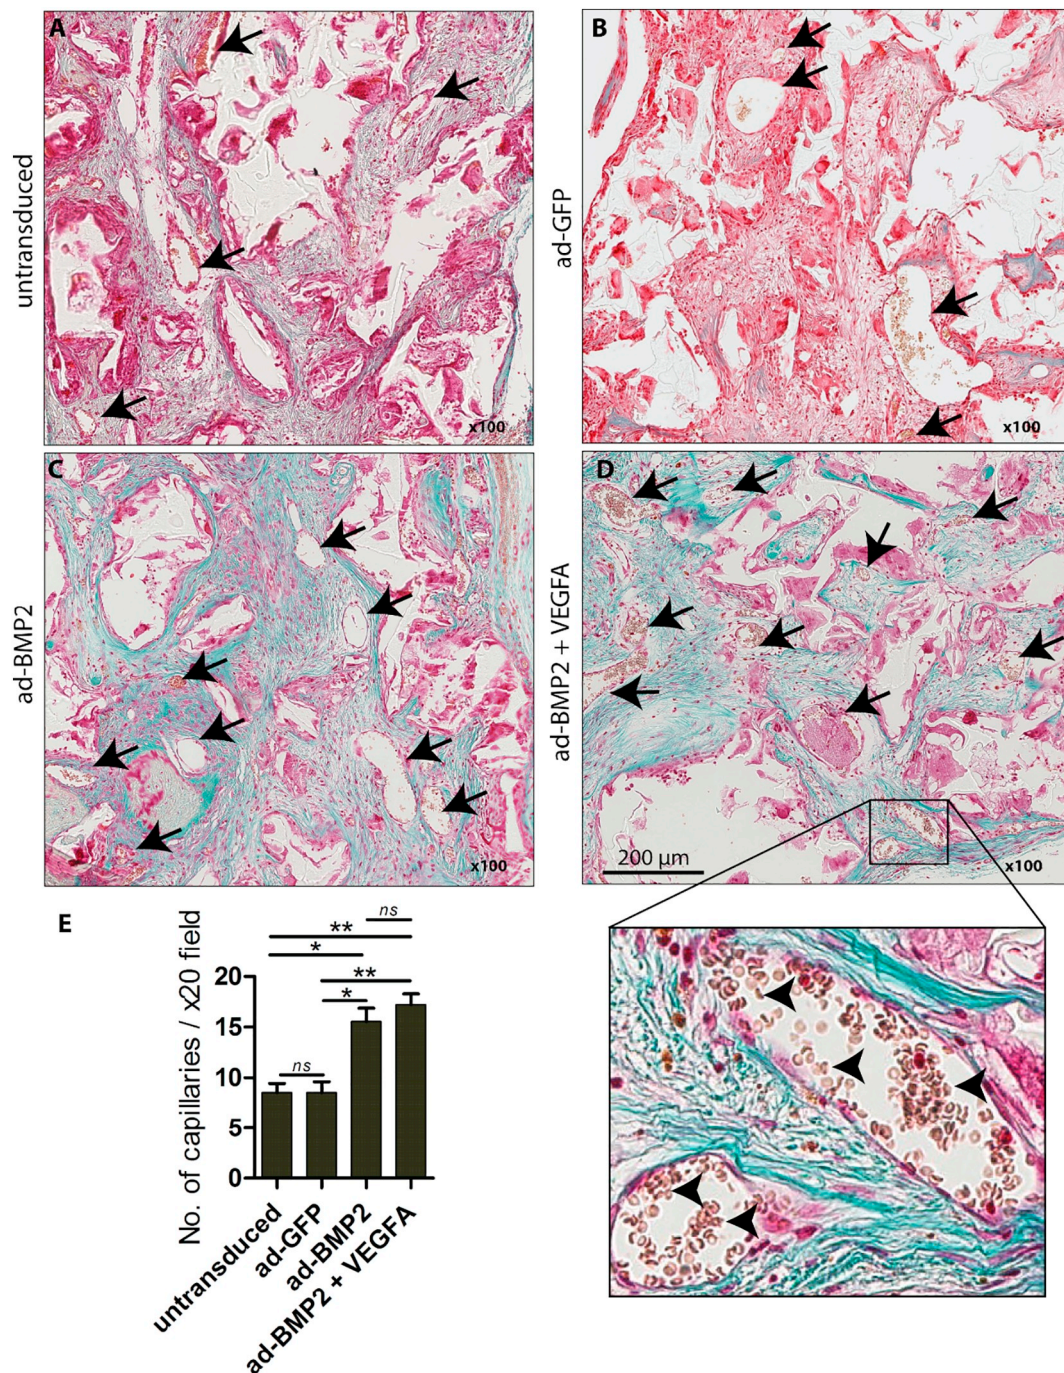 A
B
untransduced
ad-GFP
x100
x100
C
D
ad-BMP2
ad-BMP2 + VEGFA
x100
200 µm
x100
E
ns
**
*
**
*
ns
No. of capillaries / x20 field
20
15
10
5
0
untransduced
ad-GFP
ad-BMP2
ad-BMP2 + VEGFA